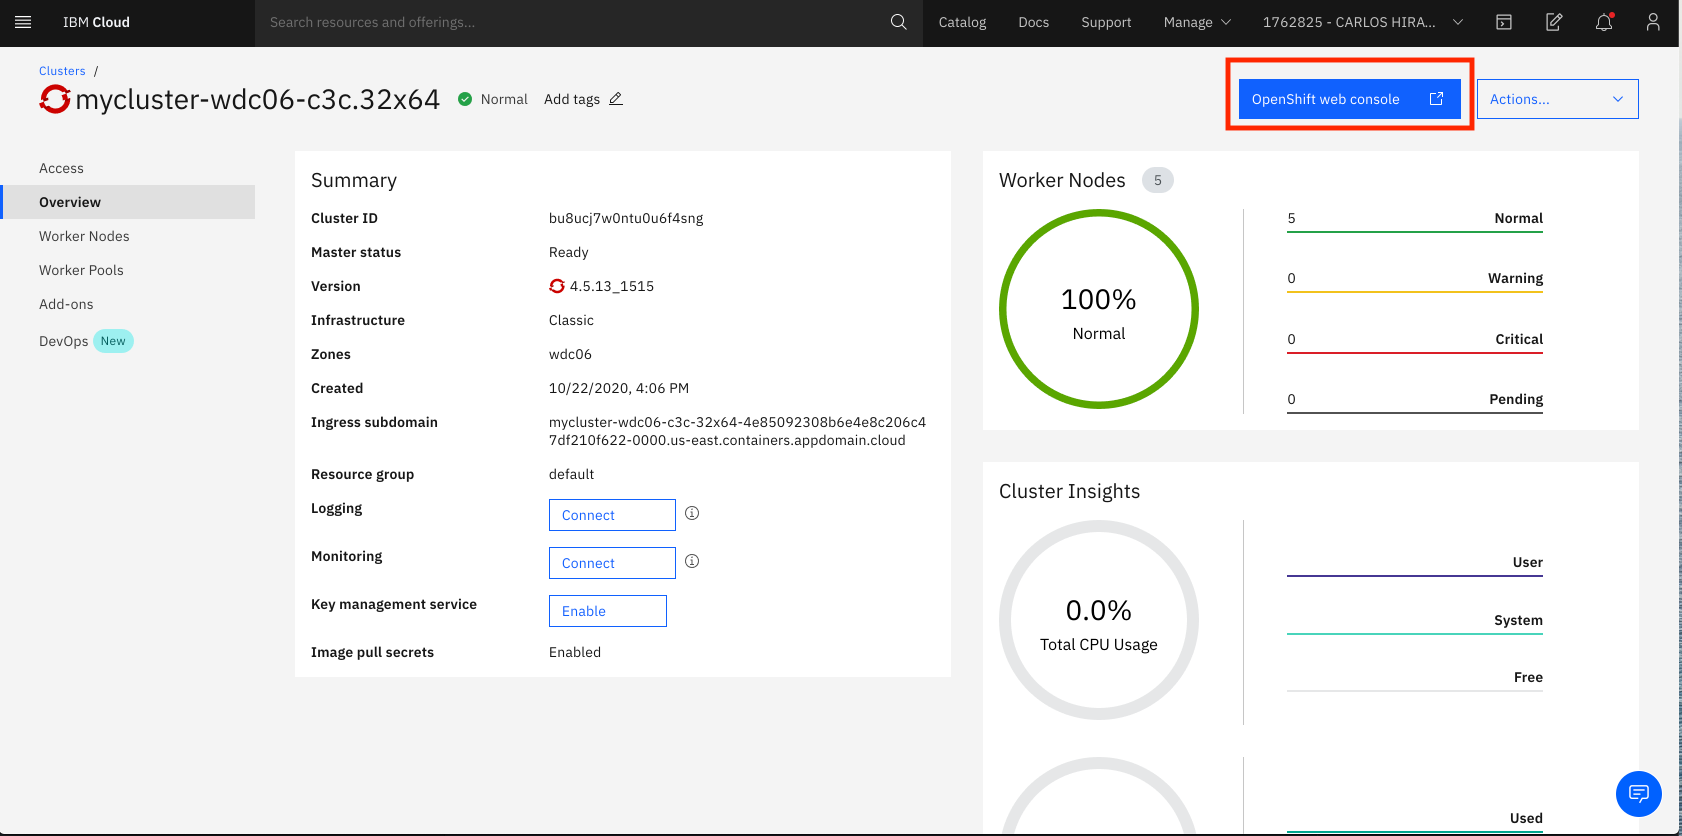 IBM Cloud
Search resources and offerings...
Catalog
Docs
Support
Manage
1762825 - CARLOS HIRA...
Clusters /
mycluster-wdc06-c3c.32x64
Normal
Add tags
OpenShift web console
Actions...
Access
Overview
Worker Nodes
Worker Pools
Add-ons
DevOps New
Summary
Cluster ID bu8ucj7w0ntu0u6f4sng
Master status Ready
Version 4.5.13_1515
Infrastructure Classic
Zones wdc06
Created 10/22/2020, 4:06 PM
Ingress subdomain mycluster-wdc06-c3c-32x64-4e85092308b6e4e8c206c4
7df210f622-0000.us-east.containers.appdomain.cloud
Resource group default
Logging Connect
Monitoring Connect
Key management service Enable
Image pull secrets Enabled
Worker Nodes 5
100%
Normal
5 Normal
0 Warning
0 Critical
0 Pending
Cluster Insights
0.0%
Total CPU Usage
User
System
Free
Used